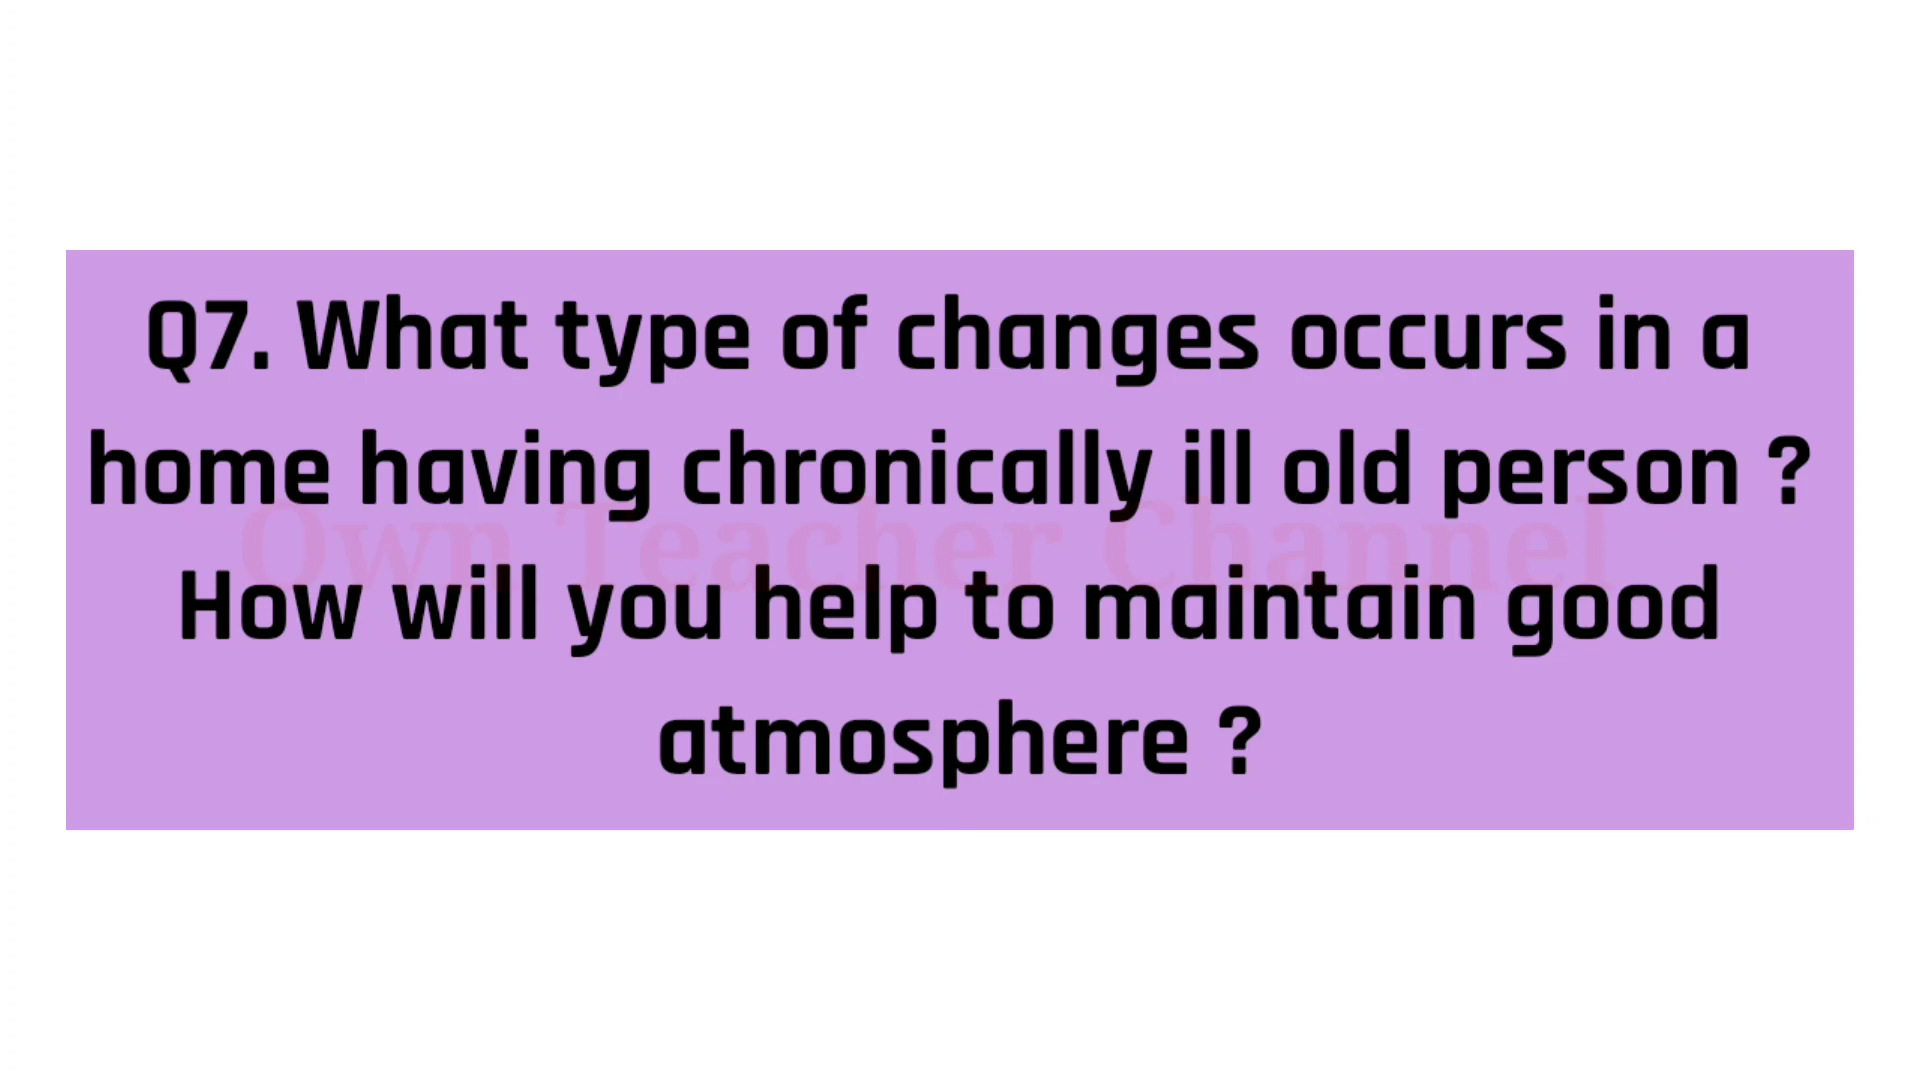 Q7. What type of changes occurs in a
home having chronically ill old person ?
Own Teacher Channel
How will you help to maintain good
atmosphere ?